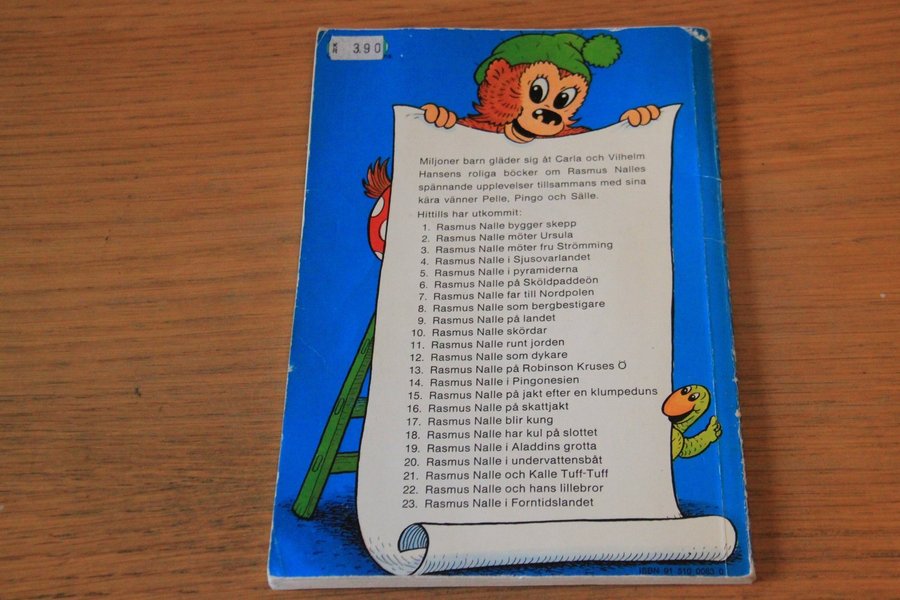 3.90
Miljoner barn gläder sig åt Carla och Vilhelm
Hansens roliga böcker om Rasmus Nalles
spännande upplevelser tillsammans med sina
kära vänner Pelle, Pingo och Sälle.
Hittills har utkommit:
1. Rasmus Nalle bygger skepp
2. Rasmus Nalle möter Ursula
3. Rasmus Nalle möter fru Strömming
4. Rasmus Nalle i Sjusovarlandet
5. Rasmus Nalle i pyramiderna
6. Rasmus Nalle på Sköldpaddeön
7. Rasmus Nalle far till Nordpolen
8. Rasmus Nalle som bergbestigare
9. Rasmus Nalle på landet
10. Rasmus Nalle skördar
11. Rasmus Nalle runt jorden
12. Rasmus Nalle som dykare
13. Rasmus Nalle på Robinson Kruses Ö
14. Rasmus Nalle i Pingonesien
15. Rasmus Nalle på jakt efter en klumpeduns
16. Rasmus Nalle på skattjakt
17. Rasmus Nalle blir kung
18. Rasmus Nalle har kul på slottet
19. Rasmus Nalle i Aladdins grotta
20. Rasmus Nalle i undervattensbåt
21. Rasmus Nalle och Kalle Tuff-Tuff
22. Rasmus Nalle och hans lillebror
23. Rasmus Nalle i Forntidslandet
ISBN 91 510 0083 0